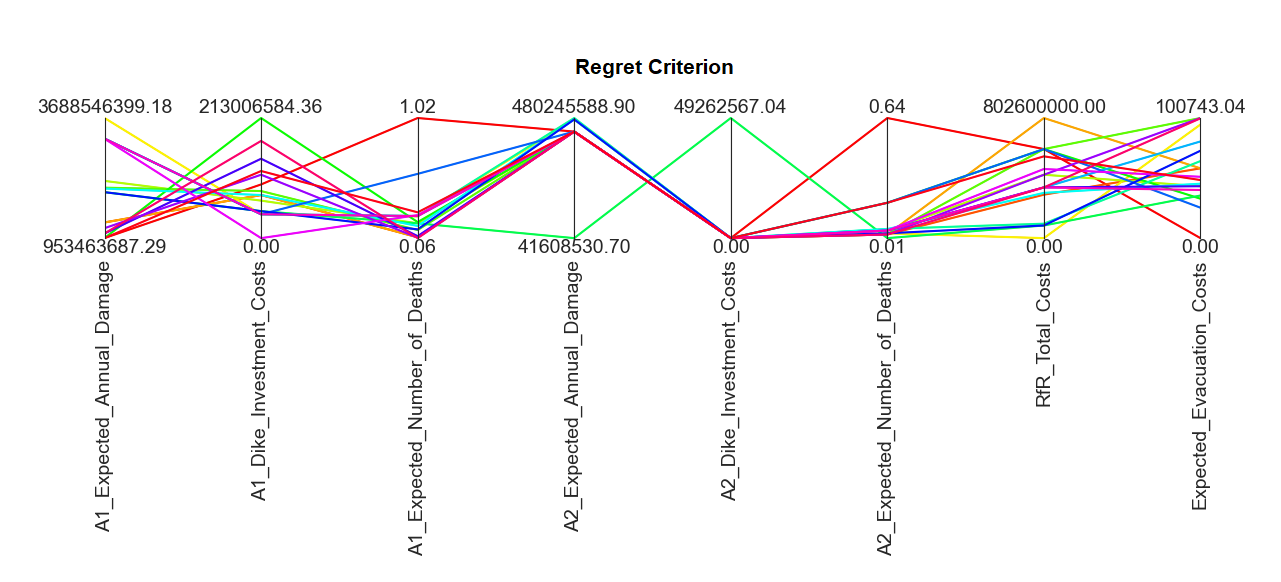 Regret Criterion
3688546399.18 213006584.36 1.02 480245588.90 49262567.04 0.64 802600000.00 100743.04
953463687.29 0.00 0.06 41608530.70 0.00 0.01 0.00 0.00
A1_Expected_Annual_Damage
A1_Dike_Investment_Costs
A1_Expected_Number_of_Deaths
A2_Expected_Annual_Damage
A2_Dike_Investment_Costs
A2_Expected_Number_of_Deaths
RfR_Total_Costs
Expected_Evacuation_Costs